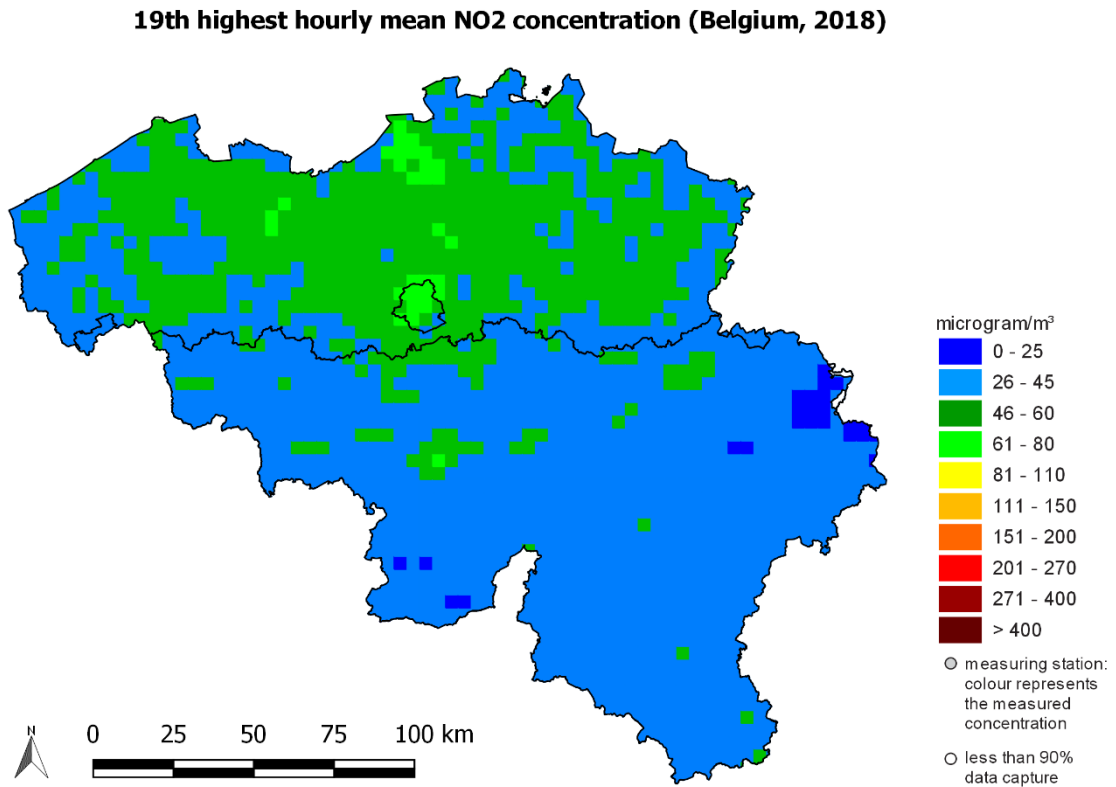 19th highest hourly mean NO2 concentration (Belgium, 2018)
microgram/m³
0 - 25
26 - 45
46 - 60
61 - 80
81 - 110
111 - 150
151 - 200
201 - 270
271 - 400
> 400
measuring station:
colour represents
the measured
concentration
less than 90%
data capture
N
0 25 50 75 100 km